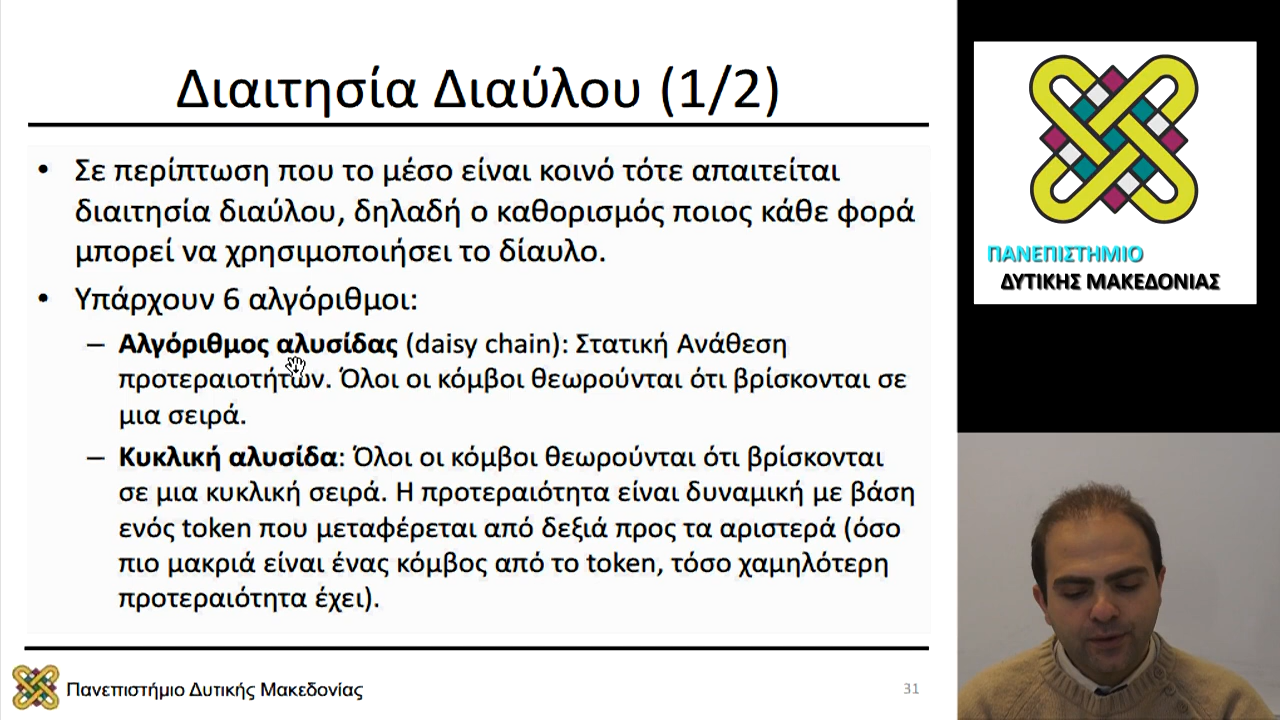 Διαιτησία Διαύλου (1/2)
• Σε περίπτωση που το μέσο είναι κοινό τότε απαιτείται
διαιτησία διαύλου, δηλαδή ο καθορισμός ποιος κάθε φορά
μπορεί να χρησιμοποιήσει το δίαυλο.
• Υπάρχουν 6 αλγόριθμοι:
– Αλγόριθμος αλυσίδας (daisy chain): Στατική Ανάθεση
προτεραιοτήτων. Όλοι οι κόμβοι θεωρούνται ότι βρίσκονται σε
μια σειρά.
– Κυκλική αλυσίδα: Όλοι οι κόμβοι θεωρούνται ότι βρίσκονται
σε μια κυκλική σειρά. Η προτεραιότητα είναι δυναμική με βάση
ενός token που μεταφέρεται από δεξιά προς τα αριστερά (όσο
πιο μακριά είναι ένας κόμβος από το token, τόσο χαμηλότερη
προτεραιότητα έχει).
Πανεπιστήμιο Δυτικής Μακεδονίας
31
ΠΑΝΕΠΙΣΤΗΜΙΟ
ΔΥΤΙΚΗΣ ΜΑΚΕΔΟΝΙΑΣ